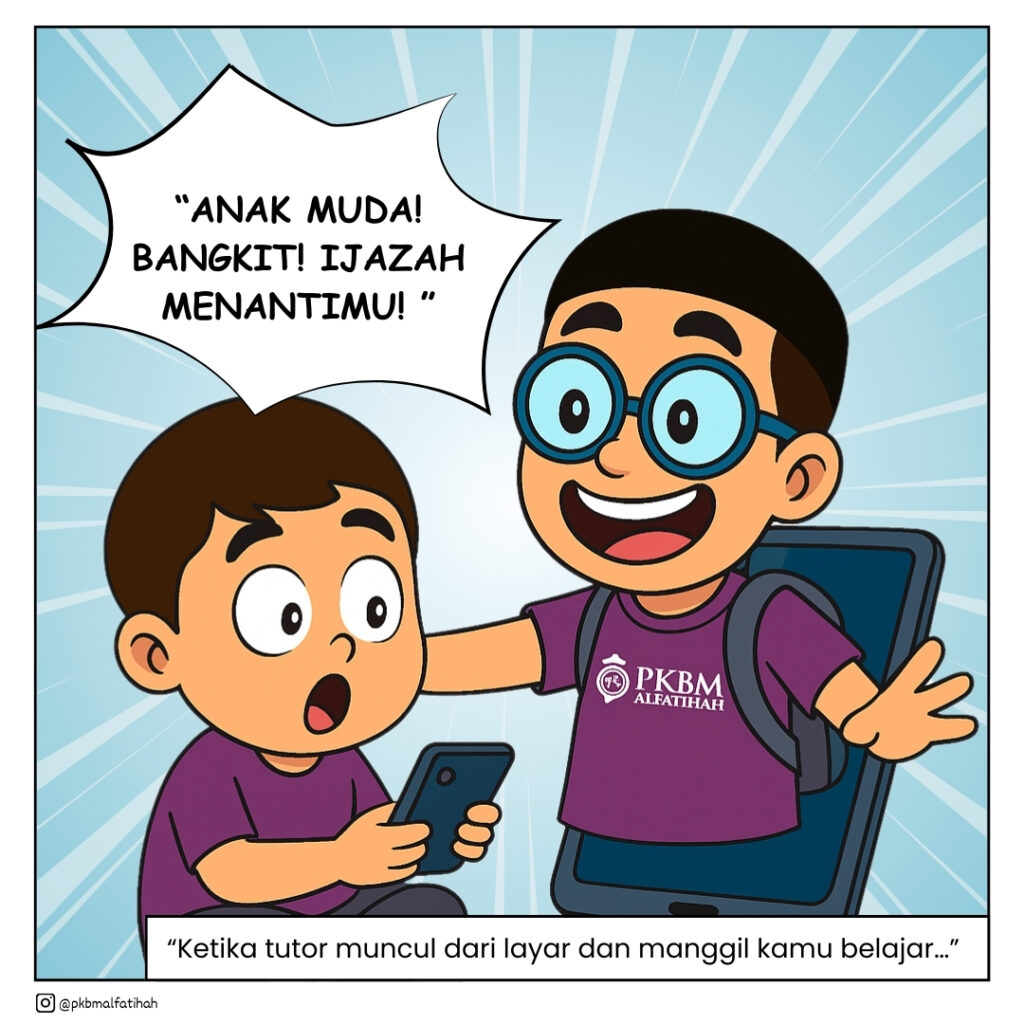 “ANAK MUDA!
BANGKIT! IJAZAH
MENANTIMU! ”
PKBM
ALFATIHAH
“Ketika tutor muncul dari layar dan manggil kamu belajar...”
@pkbmalfatihah